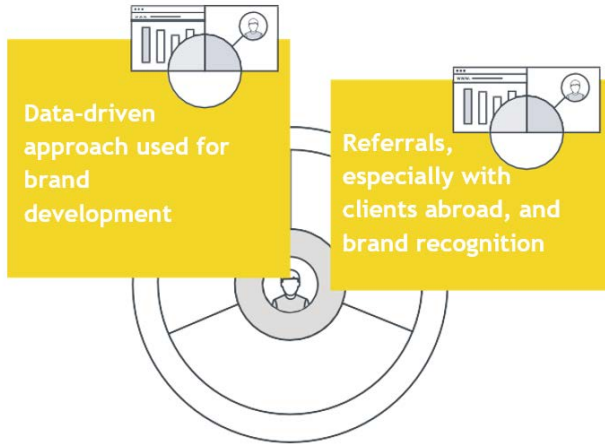 Data-driven
approach used for
brand
development
Referrals,
especially with
clients abroad, and
brand recognition